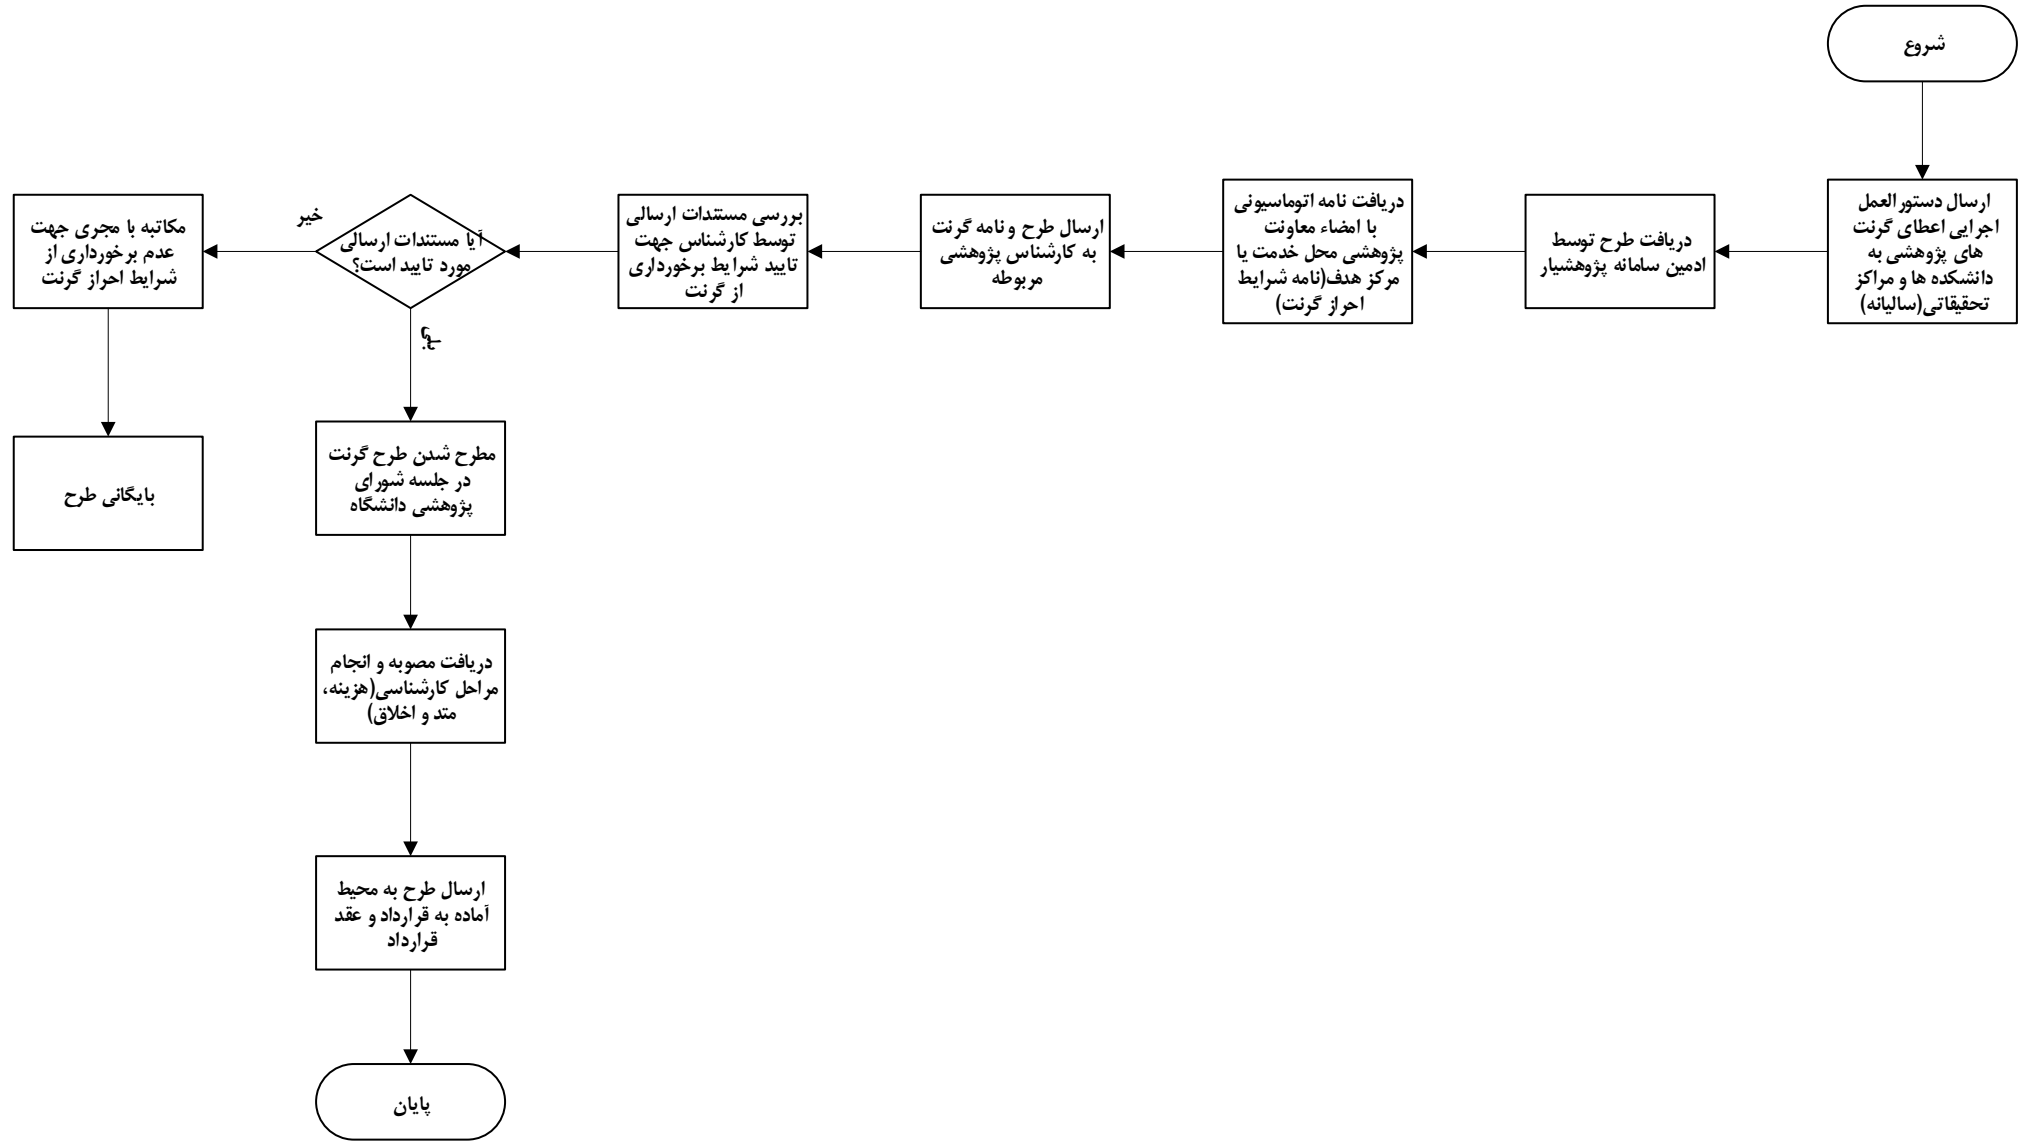 شروع
ارسال دستورالعمل
اجرایی اعطای گرنت
های پژوهشی به
دانشکده ها و مراکز
تحقیقاتی(سالیانه)
دریافت طرح توسط
ادمین سامانه پژوهشیار
دریافت نامه اتوماسیونی
با امضاء معاونت
پژوهشی محل خدمت یا
مرکز هدف(نامه شرایط
احراز گرنت)
ارسال طرح و نامه گرنت
به کارشناس پژوهشی
مربوطه
بررسی مستندات ارسالی
توسط کارشناس جهت
تایید شرایط برخورداری
از گرنت
آیا مستندات ارسالی
مورد تایید است؟
خیر
مکاتبه با مجری جهت
عدم برخورداری از
شرایط احراز گرنت
بایگانی طرح
بلی
مطرح شدن طرح گرنت
در جلسه شورای
پژوهشی دانشگاه
دریافت مصوبه و انجام
مراحل کارشناسی(هزینه،
متد و اخلاق)
ارسال طرح به محیط
آماده به قرارداد و عقد
قرارداد
پایان